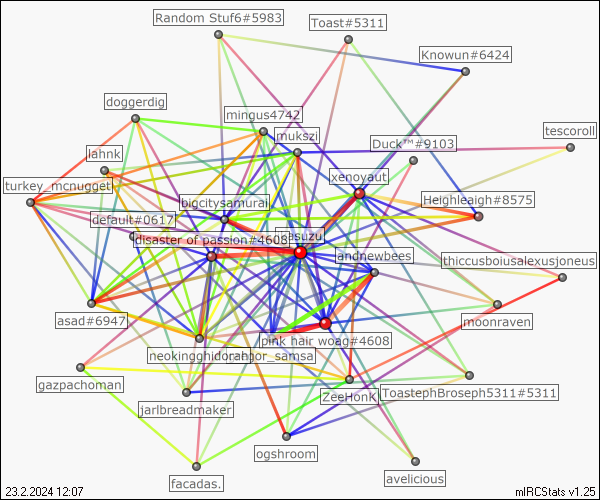 Random Stuf6#5983
Toast#5311
Knowun#6424
doggerdig
mingus4742
mukszi
tescoroll
Duck™#9103
lahnk
xenoyaut
turkey_mcnugget
bigcitysamurai
Heighleaigh#8575
default#0617
disaster of passion#4608
andnewbees
thiccusboiusalexusjoneus
asad#6947
moonraven
pink hair woag#4608
neokingghidorah
gazpachoman
ZeeHonk
ToastephBroseph5311#5311
jarlbreadmaker
ogshroom
facadas.
avelicious
23.2.2024 12:07
mIRCStats v1.25